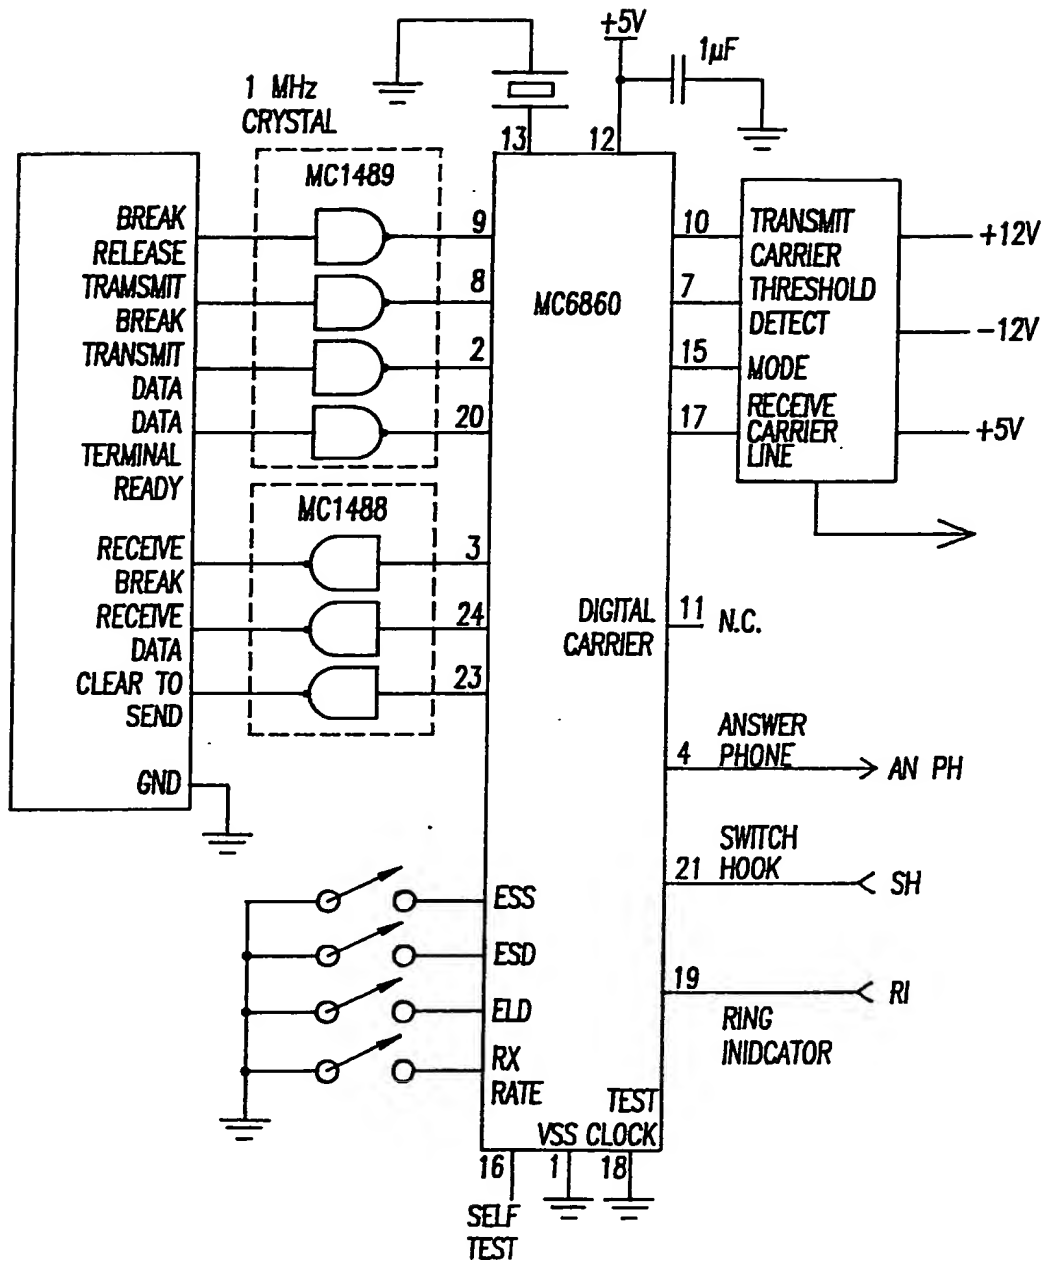 +5V
1µF
1 MHz
CRYSTAL
13
12
MC1489
BREAK
RELEASE
TRAMSMIT
BREAK
TRANSMIT
DATA
DATA
TERMINAL
READY
9
8
2
20
MC6860
10
7
15
17
TRANSMIT
CARRIER
THRESHOLD
DETECT
MODE
RECEIVE
CARRIER
LINE
+12V
-12V
+5V
MC1488
RECEIVE
BREAK
RECEIVE
DATA
CLEAR TO
SEND
GND
3
24
23
DIGITAL
CARRIER
11
N.C.
4
ANSWER
PHONE
AN PH
21
SWITCH
HOOK
SH
19
RI
RING
INIDCATOR
ESS
ESD
ELD
RX
RATE
TEST
VSS CLOCK
16
1
18
SELF
TEST